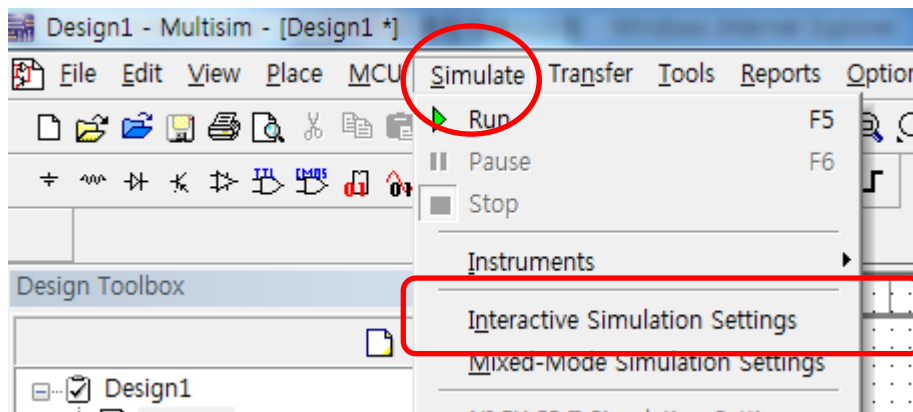 Design1 - Multisim - [Design1 *]
File Edit View Place MCU Simulate Transfer Tools Reports
Run F5
Pause F6
Stop
Instruments
Design Toolbox
Interactive Simulation Settings
Mixed-Mode Simulation Settings
Design1